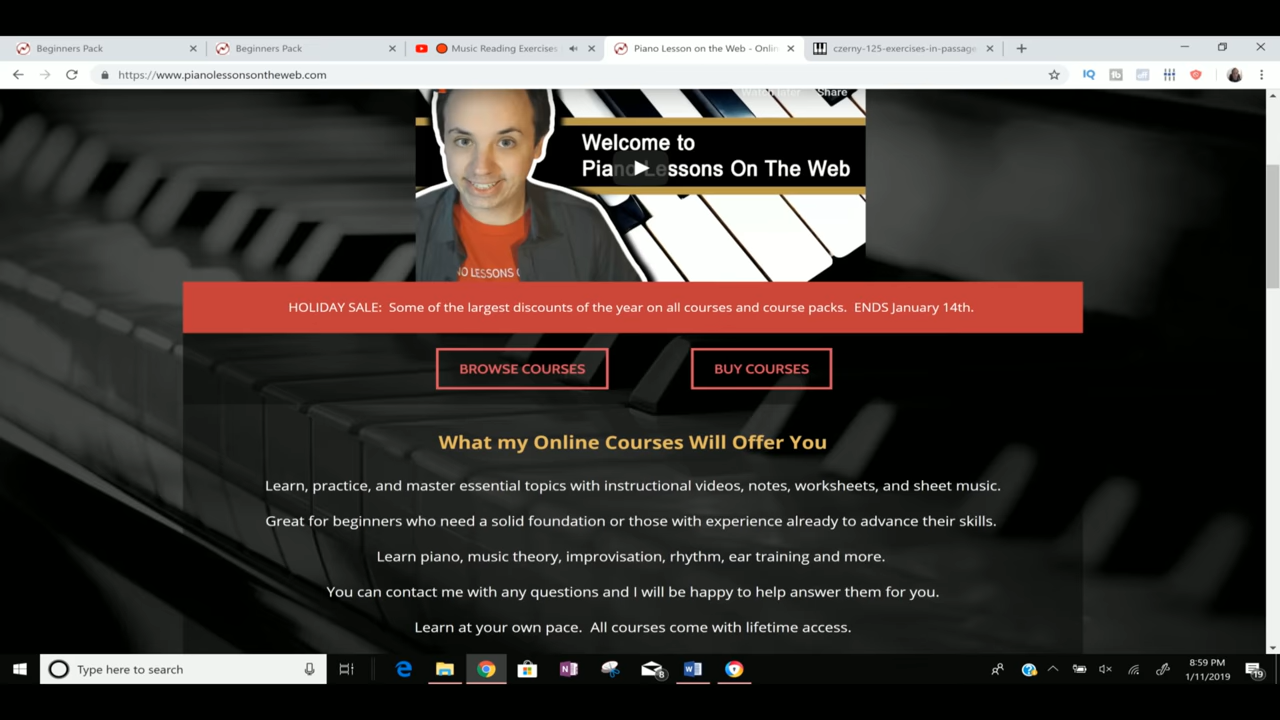 Beginners Pack
Beginners Pack
Music Reading Exercises
Piano Lesson on the Web - Onlin
czerny-125-exercises-in-passage
https://www.pianolessonsontheweb.com
IQ
Watch later Share
Welcome to
Piano Lessons On The Web
NO LESSONS O
HOLIDAY SALE: Some of the largest discounts of the year on all courses and course packs. ENDS January 14th.
BROWSE COURSES
BUY COURSES
What my Online Courses Will Offer You
Learn, practice, and master essential topics with instructional videos, notes, worksheets, and sheet music.
Great for beginners who need a solid foundation or those with experience already to advance their skills.
Learn piano, music theory, improvisation, rhythm, ear training and more.
You can contact me with any questions and I will be happy to help answer them for you.
Learn at your own pace. All courses come with lifetime access.
Type here to search
8
8:59 PM
1/11/2019
19